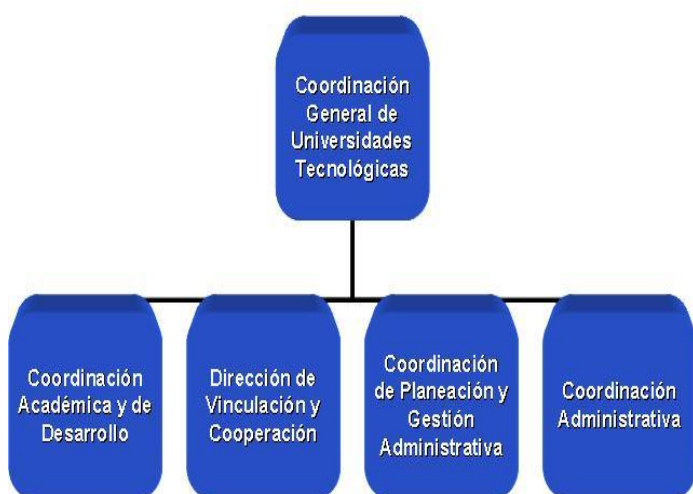 Coordinación
General de
Universidades
Tecnológicas
Coordinación
Académica y de
Desarrollo
Dirección de
Vinculación y
Cooperación
Coordinación
de Planeación y
Gestión
Administrativa
Coordinación
Administrativa